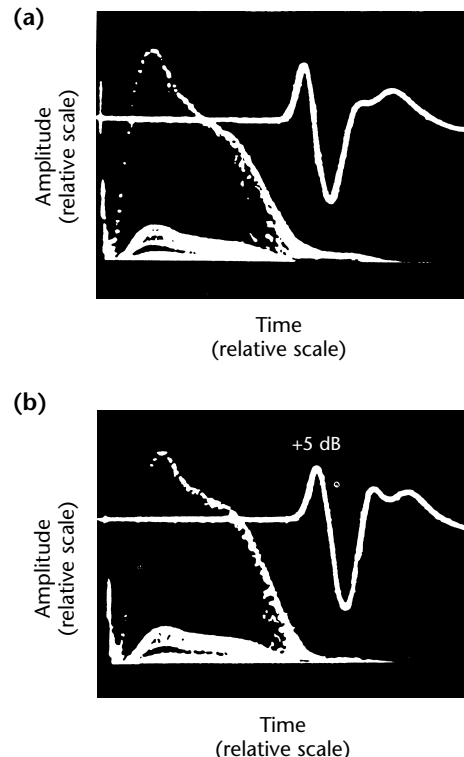 (a)
Amplitude
(relative scale)
Time
(relative scale)
(b)
+5 dB
Amplitude
(relative scale)
Time
(relative scale)